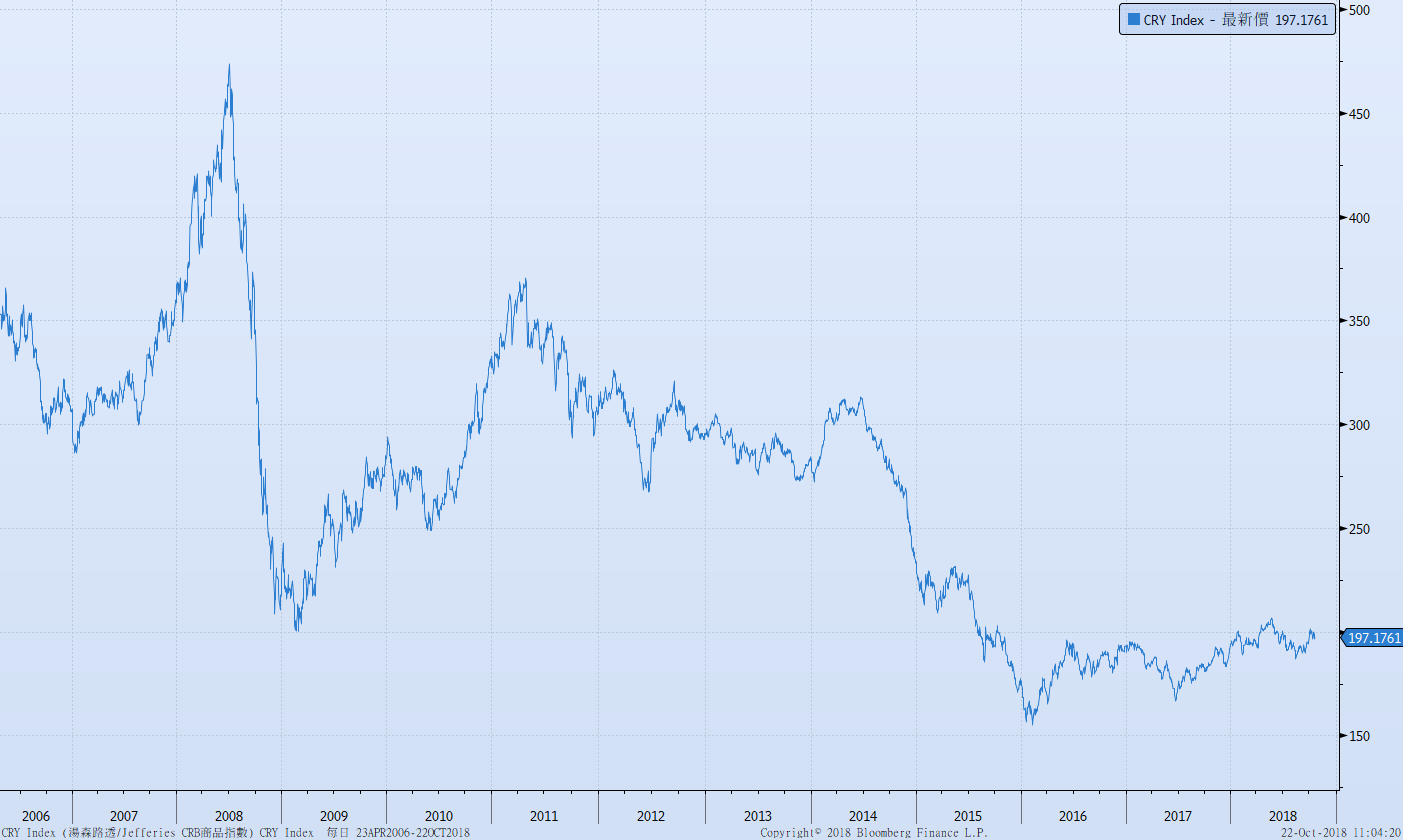 CRY Index - 最新價 197.1761
500
450
400
350
300
250
197.1761
150
2006 2007 2008 2009 2010 2011 2012 2013 2014 2015 2016 2017 2018
CRY Index (湯森路透/Jefferies CRB商品指數) CRY Index 每日 23APR2006-22OCT2018 Copyright© 2018 Bloomberg Finance L.P. 22-Oct-2018 11:04:20